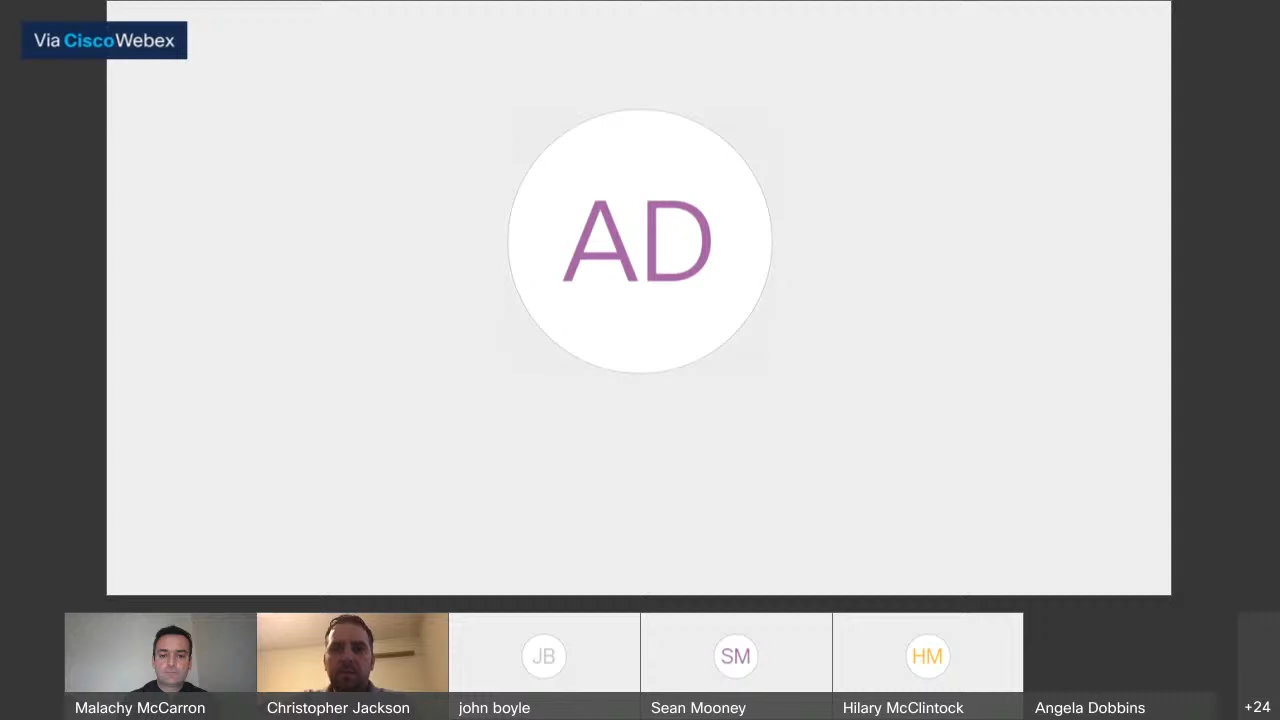 Via CiscoWebex
AD
JB
SM
HM
Malachy McCarron
Christopher Jackson
john boyle
Sean Mooney
Hilary McClintock
Angela Dobbins
+24